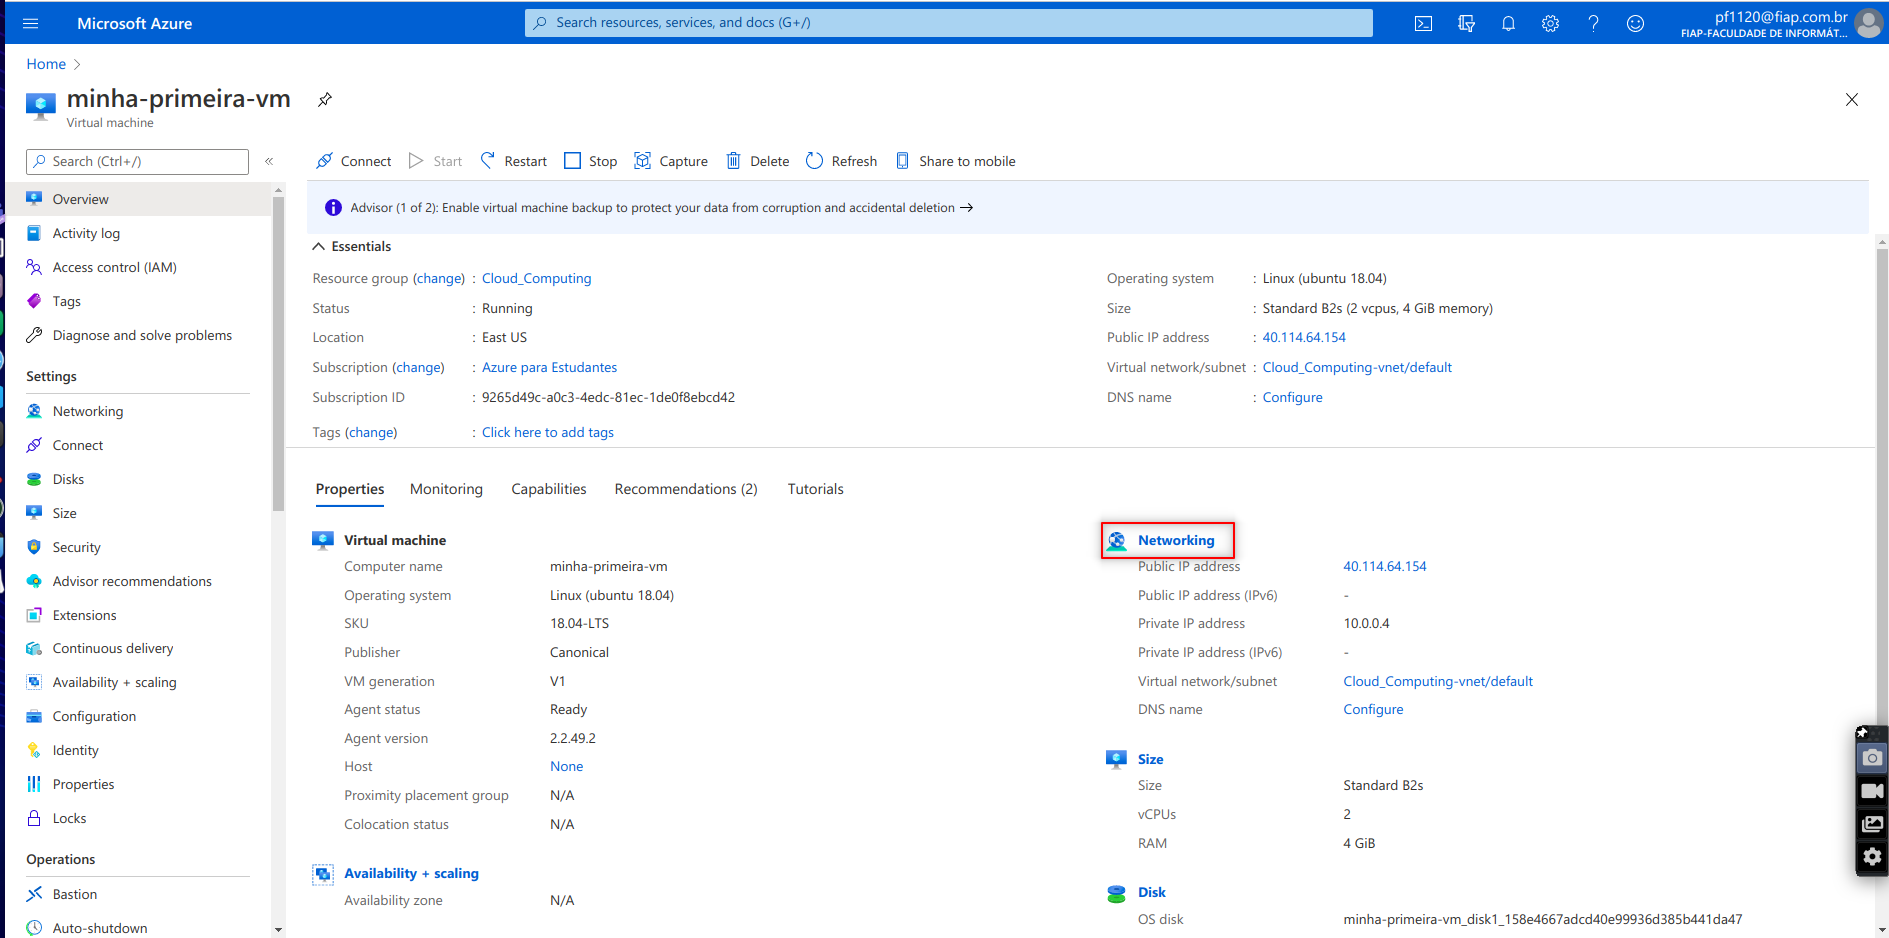 Microsoft Azure
Search resources, services, and docs (G+/)
pf1120@fiap.com.br
FIAP-FACULDADE DE INFORMÁT...
Home
minha-primeira-vm
Virtual machine
Search (Ctrl+/)
«
Connect
Start
Restart
Stop
Capture
Delete
Refresh
Share to mobile
Overview
Activity log
Access control (IAM)
Tags
Diagnose and solve problems
Settings
Networking
Connect
Disks
Size
Security
Advisor recommendations
Extensions
Continuous delivery
Availability + scaling
Configuration
Identity
Properties
Locks
Operations
Bastion
Auto-shutdown
Advisor (1 of 2): Enable virtual machine backup to protect your data from corruption and accidental deletion →
Essentials
Resource group (change) : Cloud_Computing
Status : Running
Location : East US
Subscription (change) : Azure para Estudantes
Subscription ID : 9265d49c-a0c3-4edc-81ec-1de0f8ebcd42
Tags (change) : Click here to add tags
Operating system : Linux (ubuntu 18.04)
Size : Standard B2s (2 vcpus, 4 GiB memory)
Public IP address : 40.114.64.154
Virtual network/subnet : Cloud_Computing-vnet/default
DNS name : Configure
Properties
Monitoring
Capabilities
Recommendations (2)
Tutorials
Virtual machine
Computer name minha-primeira-vm
Operating system Linux (ubuntu 18.04)
SKU 18.04-LTS
Publisher Canonical
VM generation V1
Agent status Ready
Agent version 2.2.49.2
Host None
Proximity placement group N/A
Colocation status N/A
Availability + scaling
Availability zone N/A
Networking
Public IP address 40.114.64.154
Public IP address (IPv6) -
Private IP address 10.0.0.4
Private IP address (IPv6) -
Virtual network/subnet Cloud_Computing-vnet/default
DNS name Configure
Size
Size Standard B2s
vCPUs 2
RAM 4 GiB
Disk
OS disk minha-primeira-vm_disk1_158e4667adcd40e99936d385b441da47